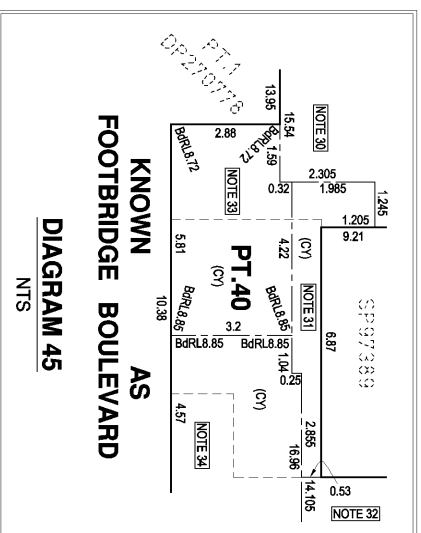 PT.1
DP270778
13.95
15.54
NOTE 30
2.305
1.985
1.245
2.88
BdRL8.72
BdRL8.72
1.59
0.32
1.205
9.21
NOTE 33
5.81
PT.40
(CY)
4.22
(CY)
NOTE 31
SP97389
6.87
BdRL8.85
BdRL8.85
10.38
3.2
BdRL8.85
BdRL8.85
1.04
0.25
(CY)
2.855
16.96
4.57
NOTE 34
14.105
0.53
NOTE 32
KNOWN AS
FOOTBRIDGE BOULEVARD
DIAGRAM 45
NTS